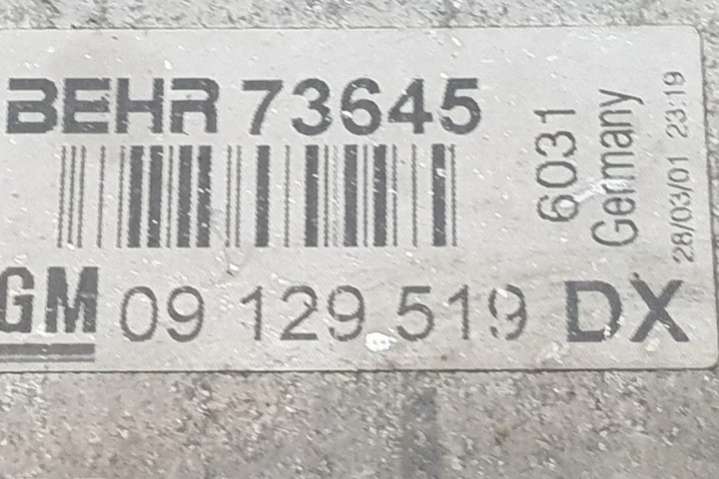 BEHR 73645
GM 09 129 519 DX
6031
Germany
28/03/01 23:19